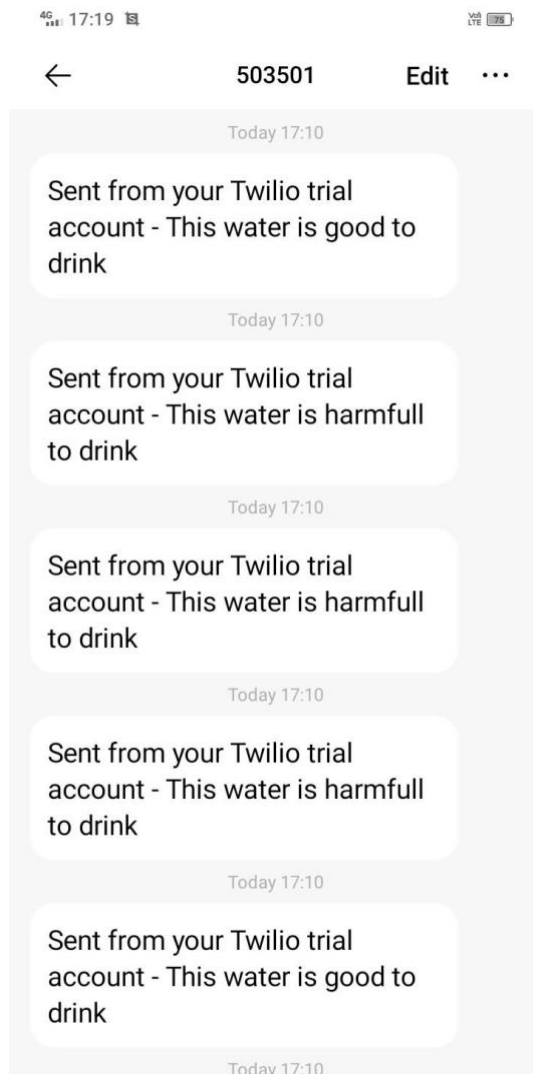 4G 17:19 VoLTE 75
503501 Edit ...
Today 17:10
Sent from your Twilio trial
account - This water is good to
drink
Today 17:10
Sent from your Twilio trial
account - This water is harmfull
to drink
Today 17:10
Sent from your Twilio trial
account - This water is harmfull
to drink
Today 17:10
Sent from your Twilio trial
account - This water is harmfull
to drink
Today 17:10
Sent from your Twilio trial
account - This water is good to
drink
Today 17:10